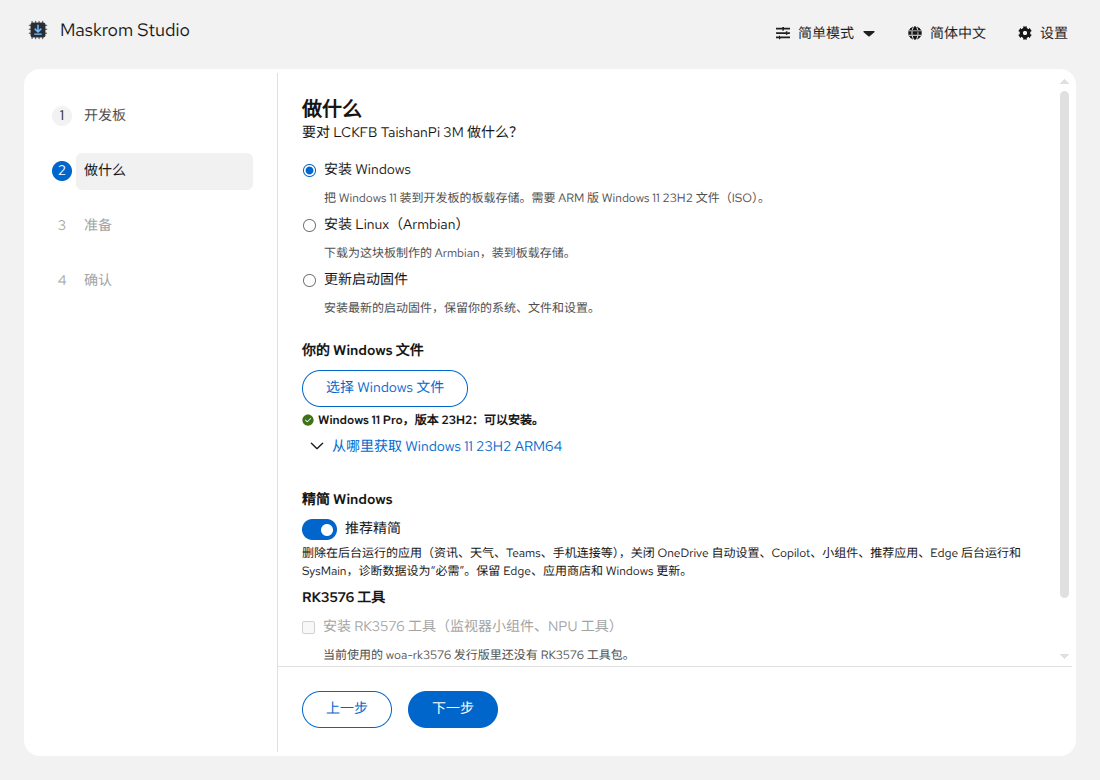 Maskrom Studio
简单模式
简体中文
设置
1 开发板
2 做什么
3 准备
4 确认
做什么
要对 LCKFB TaishanPi 3M 做什么？
安装 Windows
把 Windows 11 装到开发板的板载存储。需要 ARM 版 Windows 11 23H2 文件（ISO）。
安装 Linux（Armbian）
下载为这块板制作的 Armbian，装到板载存储。
更新启动固件
安装最新的启动固件，保留你的系统、文件和设置。
你的 Windows 文件
选择 Windows 文件
Windows 11 Pro，版本 23H2：可以安装。
从哪里获取 Windows 11 23H2 ARM64
精简 Windows
推荐精简
删除在后台运行的应用（资讯、天气、Teams、手机连接等），关闭 OneDrive 自动设置、Copilot、小组件、推荐应用、Edge 后台运行和
SysMain，诊断数据设为“必需”。保留 Edge、应用商店和 Windows 更新。
RK3576 工具
安装 RK3576 工具（监视器小组件、NPU 工具）
当前使用的 woa-rk3576 发行版里还没有 RK3576 工具包。
上一步
下一步